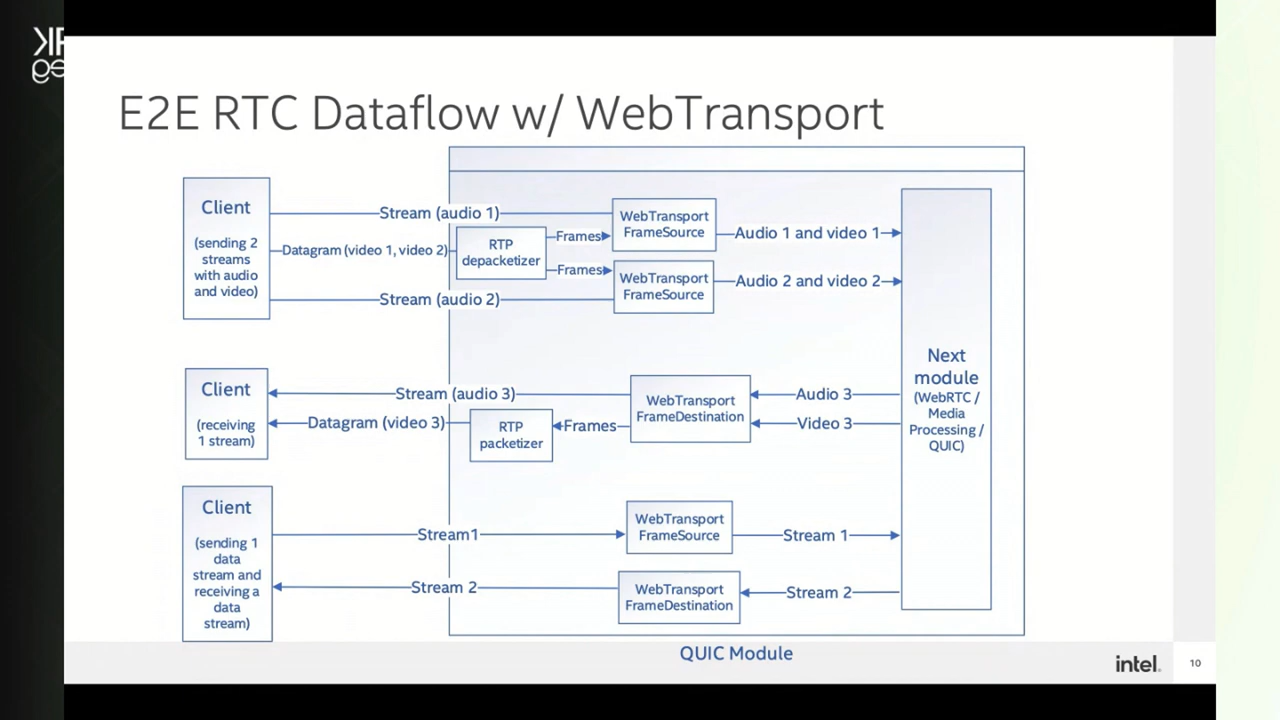 E2E RTC Dataflow w/ WebTransport
Client
(sending 2
streams
with audio
and video)
Stream (audio 1)
Datagram (video 1, video 2)
Stream (audio 2)
RTP
depacketizer
Frames
Frames
WebTransport
FrameSource
WebTransport
FrameSource
Audio 1 and video 1
Audio 2 and video 2
Client
(receiving
1 stream)
Stream (audio 3)
Datagram (video 3)
RTP
packetizer
Frames
WebTransport
FrameDestination
Audio 3
Video 3
Next
module
(WebRTC /
Media
Processing /
QUIC)
Client
(sending 1
data
stream and
receiving a
data
stream)
Stream1
Stream 2
WebTransport
FrameSource
WebTransport
FrameDestination
Stream 1
Stream 2
QUIC Module
intel.
10